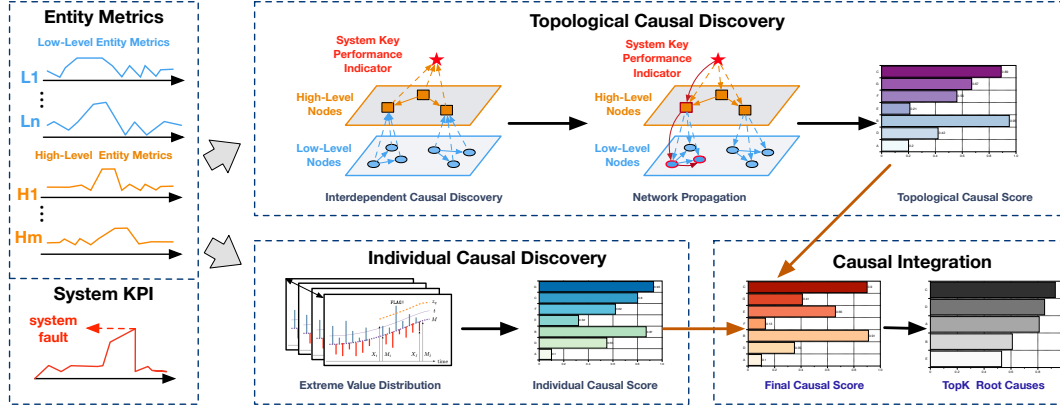 Entity Metrics
Low-Level Entity Metrics
L1
Ln
High-Level Entity Metrics
H1
Hm
System KPI
system
fault
Topological Causal Discovery
System Key
Performance
Indicator
High-Level
Nodes
Low-Level
Nodes
Interdependent Causal Discovery
System Key
Performance
Indicator
High-Level
Nodes
Low-Level
Nodes
Network Propagation
Topological Causal Score
Individual Causal Discovery
Extreme Value Distribution
Individual Causal Score
Causal Integration
Final Causal Score
TopK Root Causes